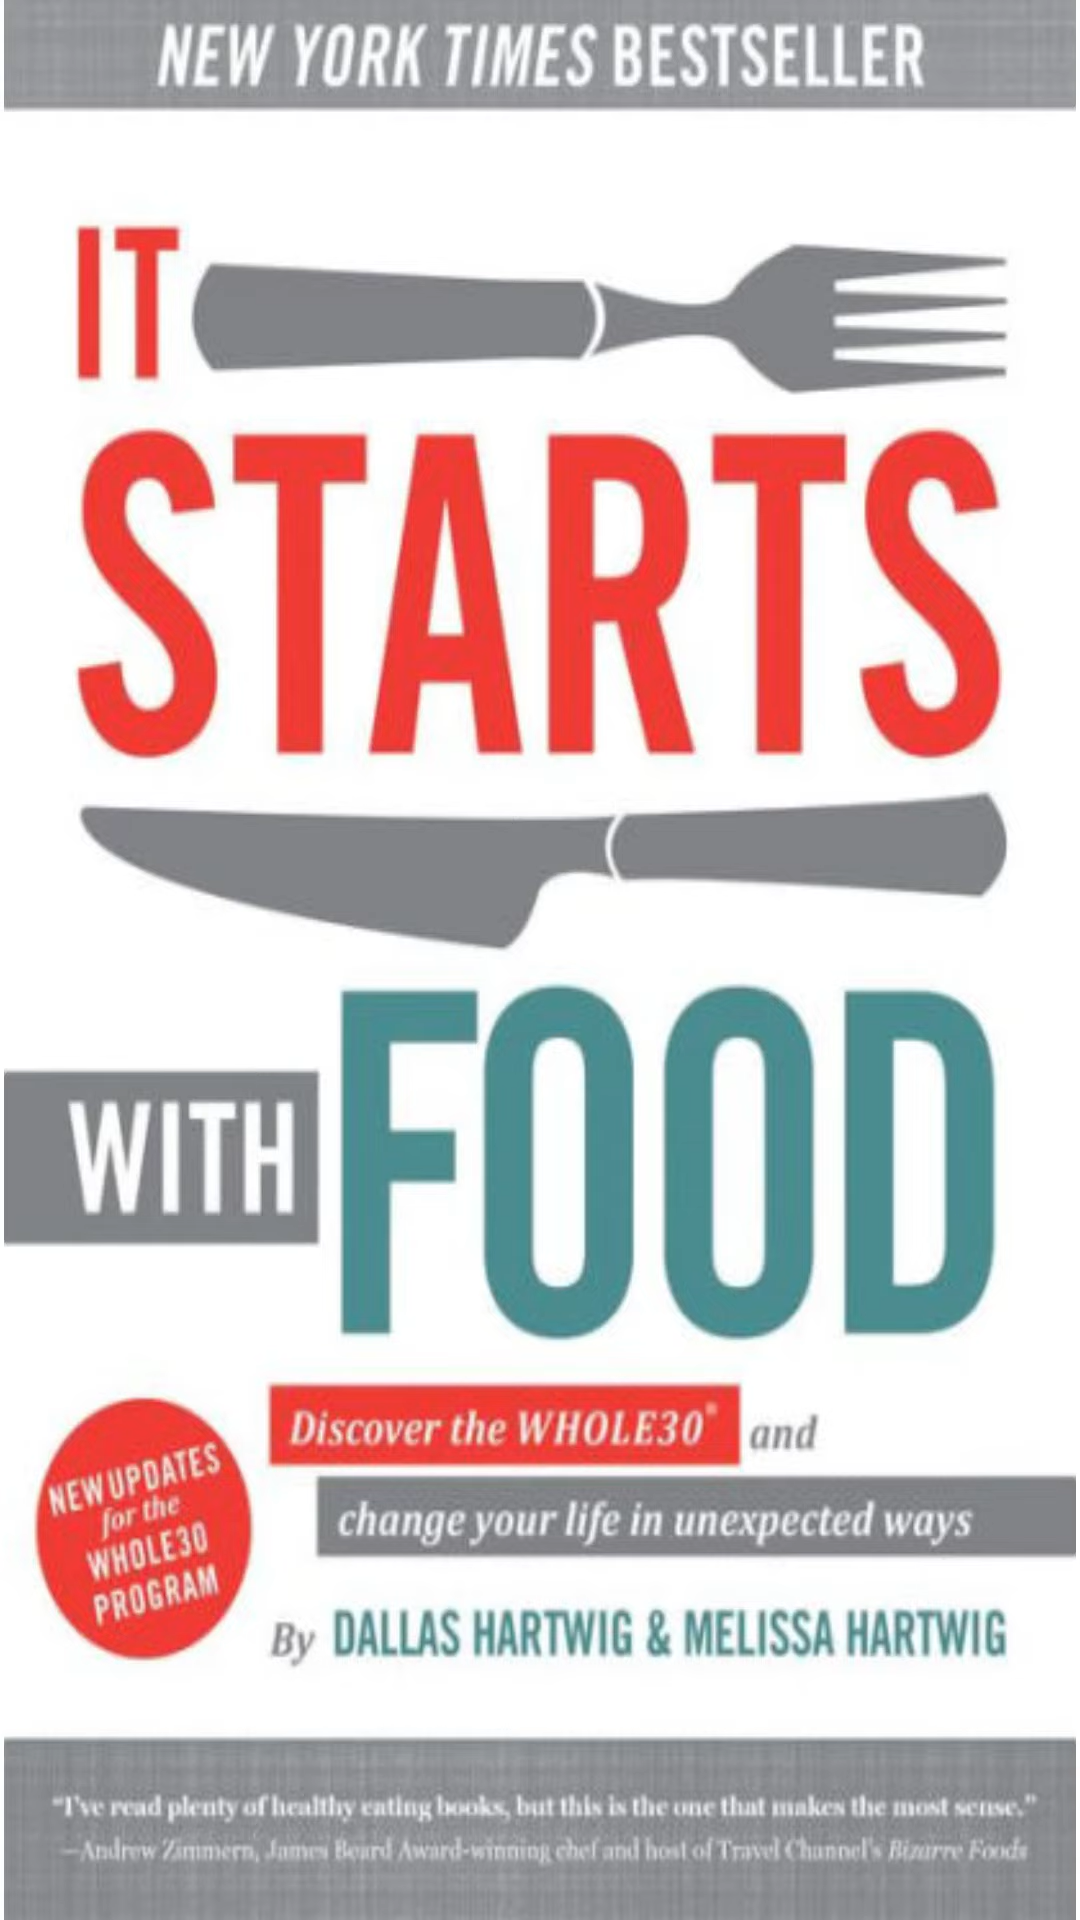 NEW YORK TIMES BESTSELLER
IT
STARTS
WITH FOOD
Discover the WHOLE30® and
change your life in unexpected ways
NEW UPDATES
for the
WHOLE30
PROGRAM
By DALLAS HARTWIG & MELISSA HARTWIG
"I've read plenty of healthy eating books, but this is the one that makes the most sense."
—Andrew Zimmern, James Beard Award-winning chef and host of Travel Channel's Bizarre Foods